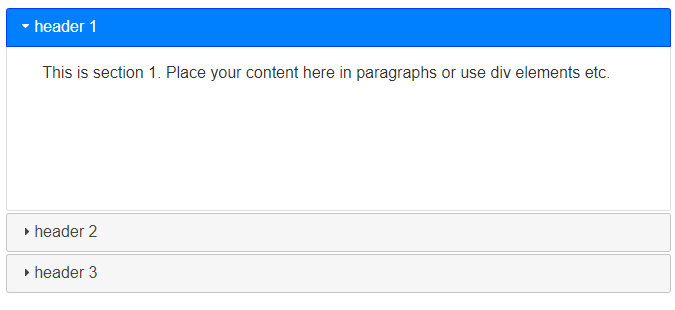 header 1
This is section 1. Place your content here in paragraphs or use div elements etc.
header 2
header 3